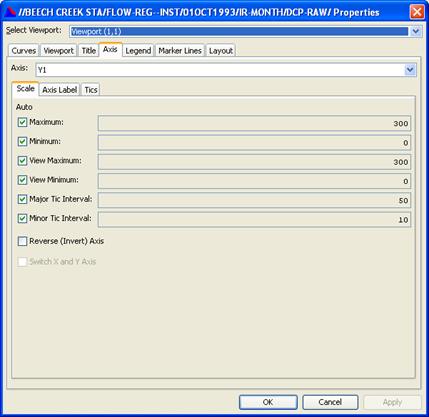 //BEECH CREEK STA/FLOW-REG--INST/01OCT1993/IR-MONTH/DCP-RAW/ Properties
Select Viewport: Viewport (1,1)
Curves Viewport Title Axis Legend Marker Lines Layout
Axis: Y1
Scale Axis Label Tics
Auto
Maximum: 300
Minimum: 0
View Maximum: 300
View Minimum: 0
Major Tic Interval: 50
Minor Tic Interval: 10
Reverse (Invert) Axis
Switch X and Y Axis
OK Cancel Apply